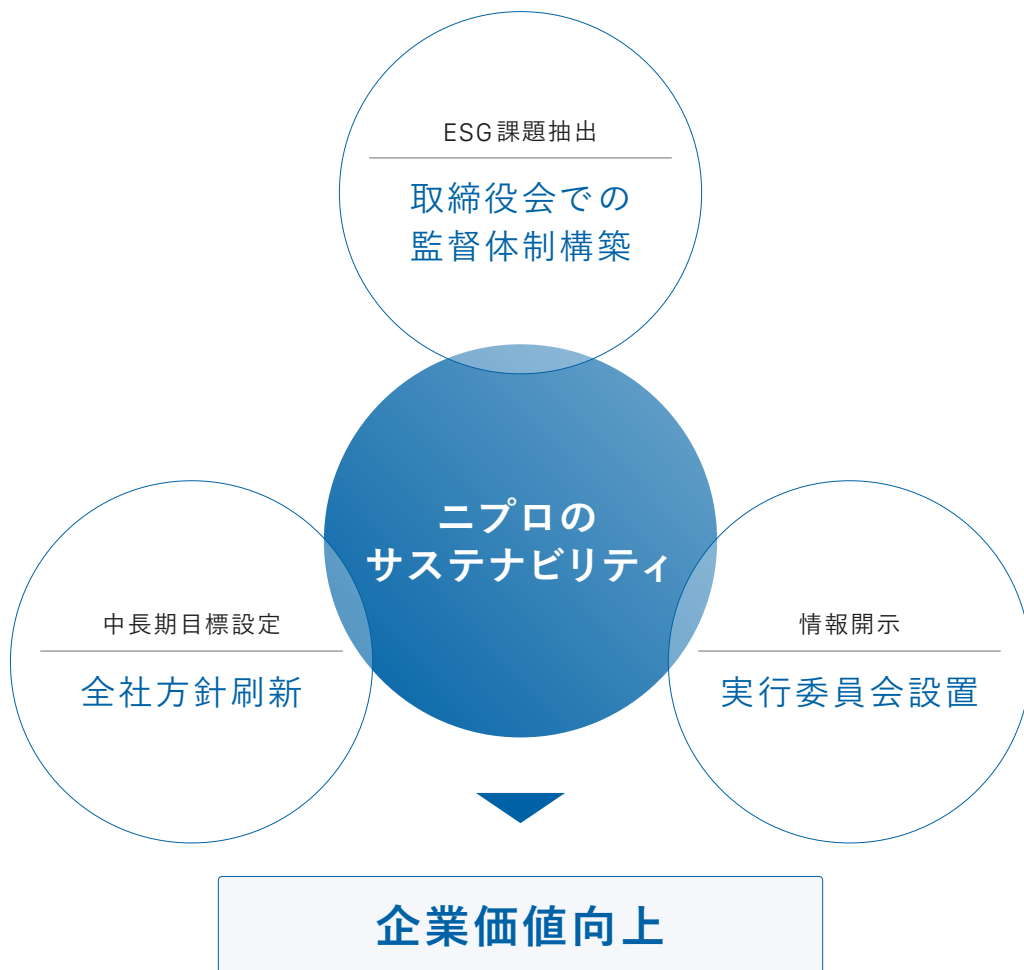 ESG課題抽出
取締役会での
監督体制構築
ニプロの
サステナビリティ
中長期目標設定
全社方針刷新
情報開示
実行委員会設置
企業価値向上